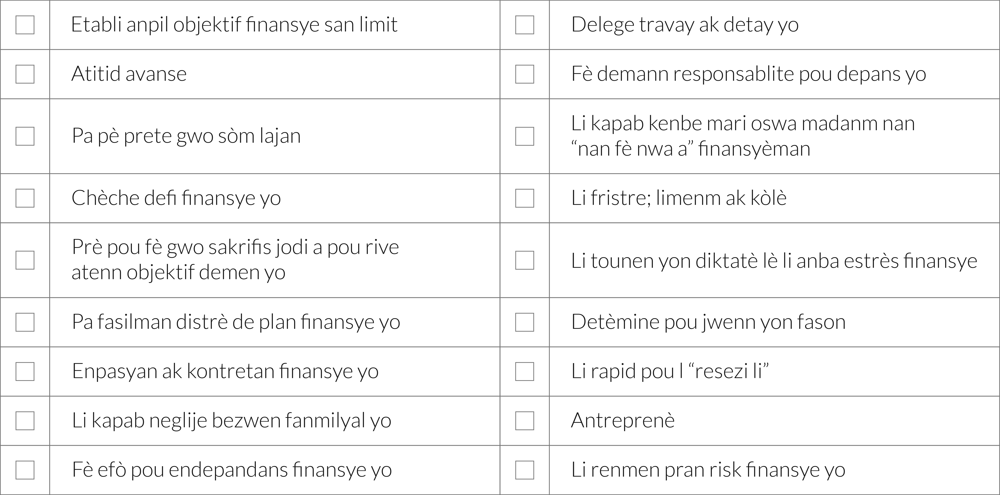 Etabli anpil objektif finansye san limit
Delege travay ak detay yo
Atitid avanse
Fè demann responsablite pou depans yo
Pa pè prete gwo sòm lajan
Li kapab kenbe mari oswa madanm nan
“nan fè nwa a” finansyèman
Chèche defi finansye yo
Li fristre; limenm ak kòlè
Prè pou fè gwo sakrifis jodi a pou rive
atenn objektif demen yo
Li tounen yon diktatè lè li anba estrès finansye
Pa fasilman distrè de plan finansye yo
Detèmine pou jwenn yon fason
Enpasyan ak kontretan finansye yo
Li rapid pou l “resezi li”
Li kapab neglije bezwen fanmilyal yo
Antreprenè
Fè efò pou endepandans finansye yo
Li renmen pran risk finansye yo